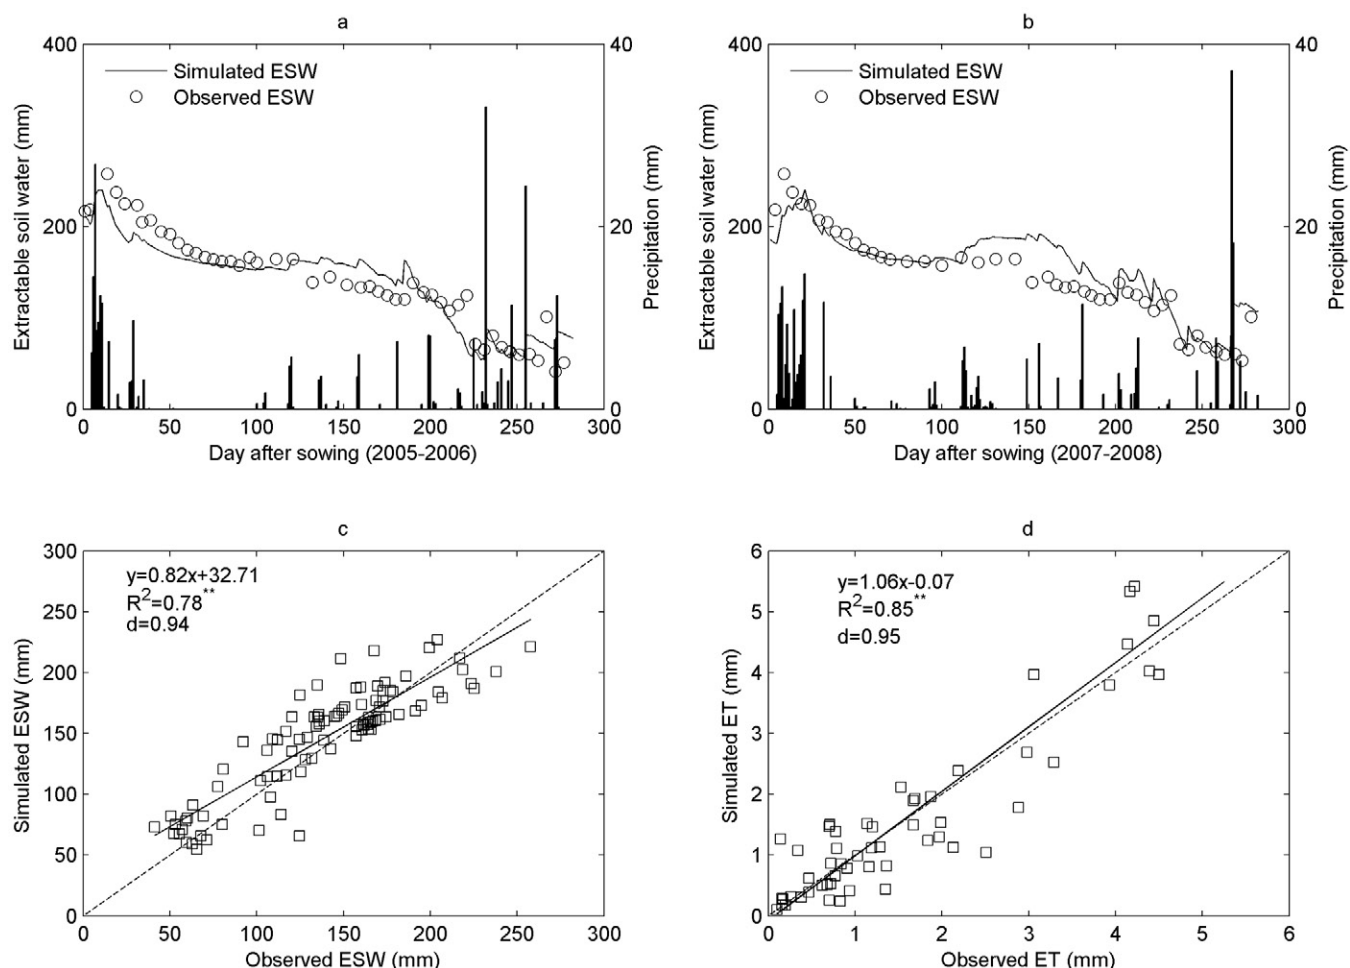 a
400
300
200
100
0
40
20
0
Simulated ESW
Observed ESW
Extractable soil water (mm)
Precipitation (mm)
0 50 100 150 200 250 300
Day after sowing (2005-2006)
b
400
300
200
100
0
40
20
0
Simulated ESW
Observed ESW
Extractable soil water (mm)
Precipitation (mm)
0 50 100 150 200 250 300
Day after sowing (2007-2008)
c
300
250
200
150
100
50
0
y=0.82x+32.71
R²=0.78**
d=0.94
Simulated ESW (mm)
0 50 100 150 200 250 300
Observed ESW (mm)
d
6
5
4
3
2
1
0
y=1.06x-0.07
R²=0.85**
d=0.95
Simulated ET (mm)
0 1 2 3 4 5 6
Observed ET (mm)